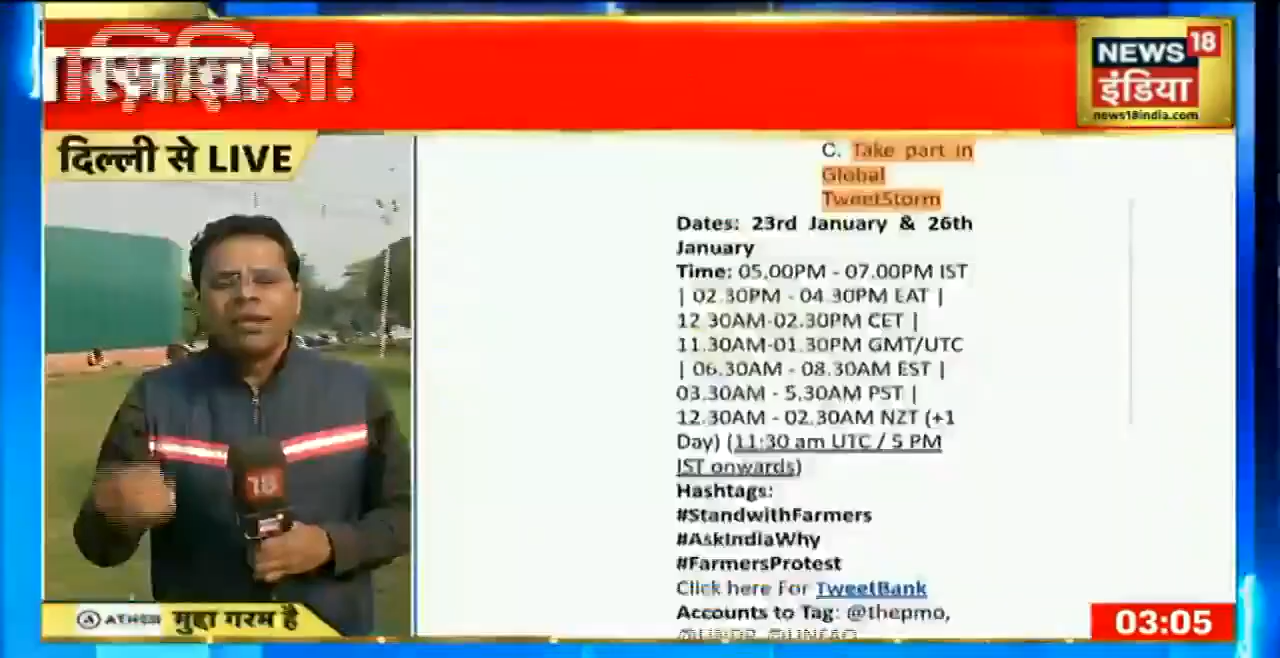 NEWS 18
इंडिया
news18india.com
दिल्ली से LIVE
C. Take part in
Global
TweetStorm
Dates: 23rd January & 26th
January
Time: 05.00PM - 07.00PM IST
| 02.30PM - 04.30PM EAT |
12 30AM-02.30PM CET |
11.30AM-01.30PM GMT/UTC
| 06.30AM - 08.30AM EST |
03.30AM - 5.30AM PST |
12.30AM - 02.30AM NZT (+1
Day) (11:30 am UTC / 5 PM
IST onwards)
Hashtags:
#StandwithFarmers
#AskIndiaWhy
#FarmersProtest
Click here For TweetBank
Accounts to Tag: @thepmo,
18
मुद्दा गरम है
03:05